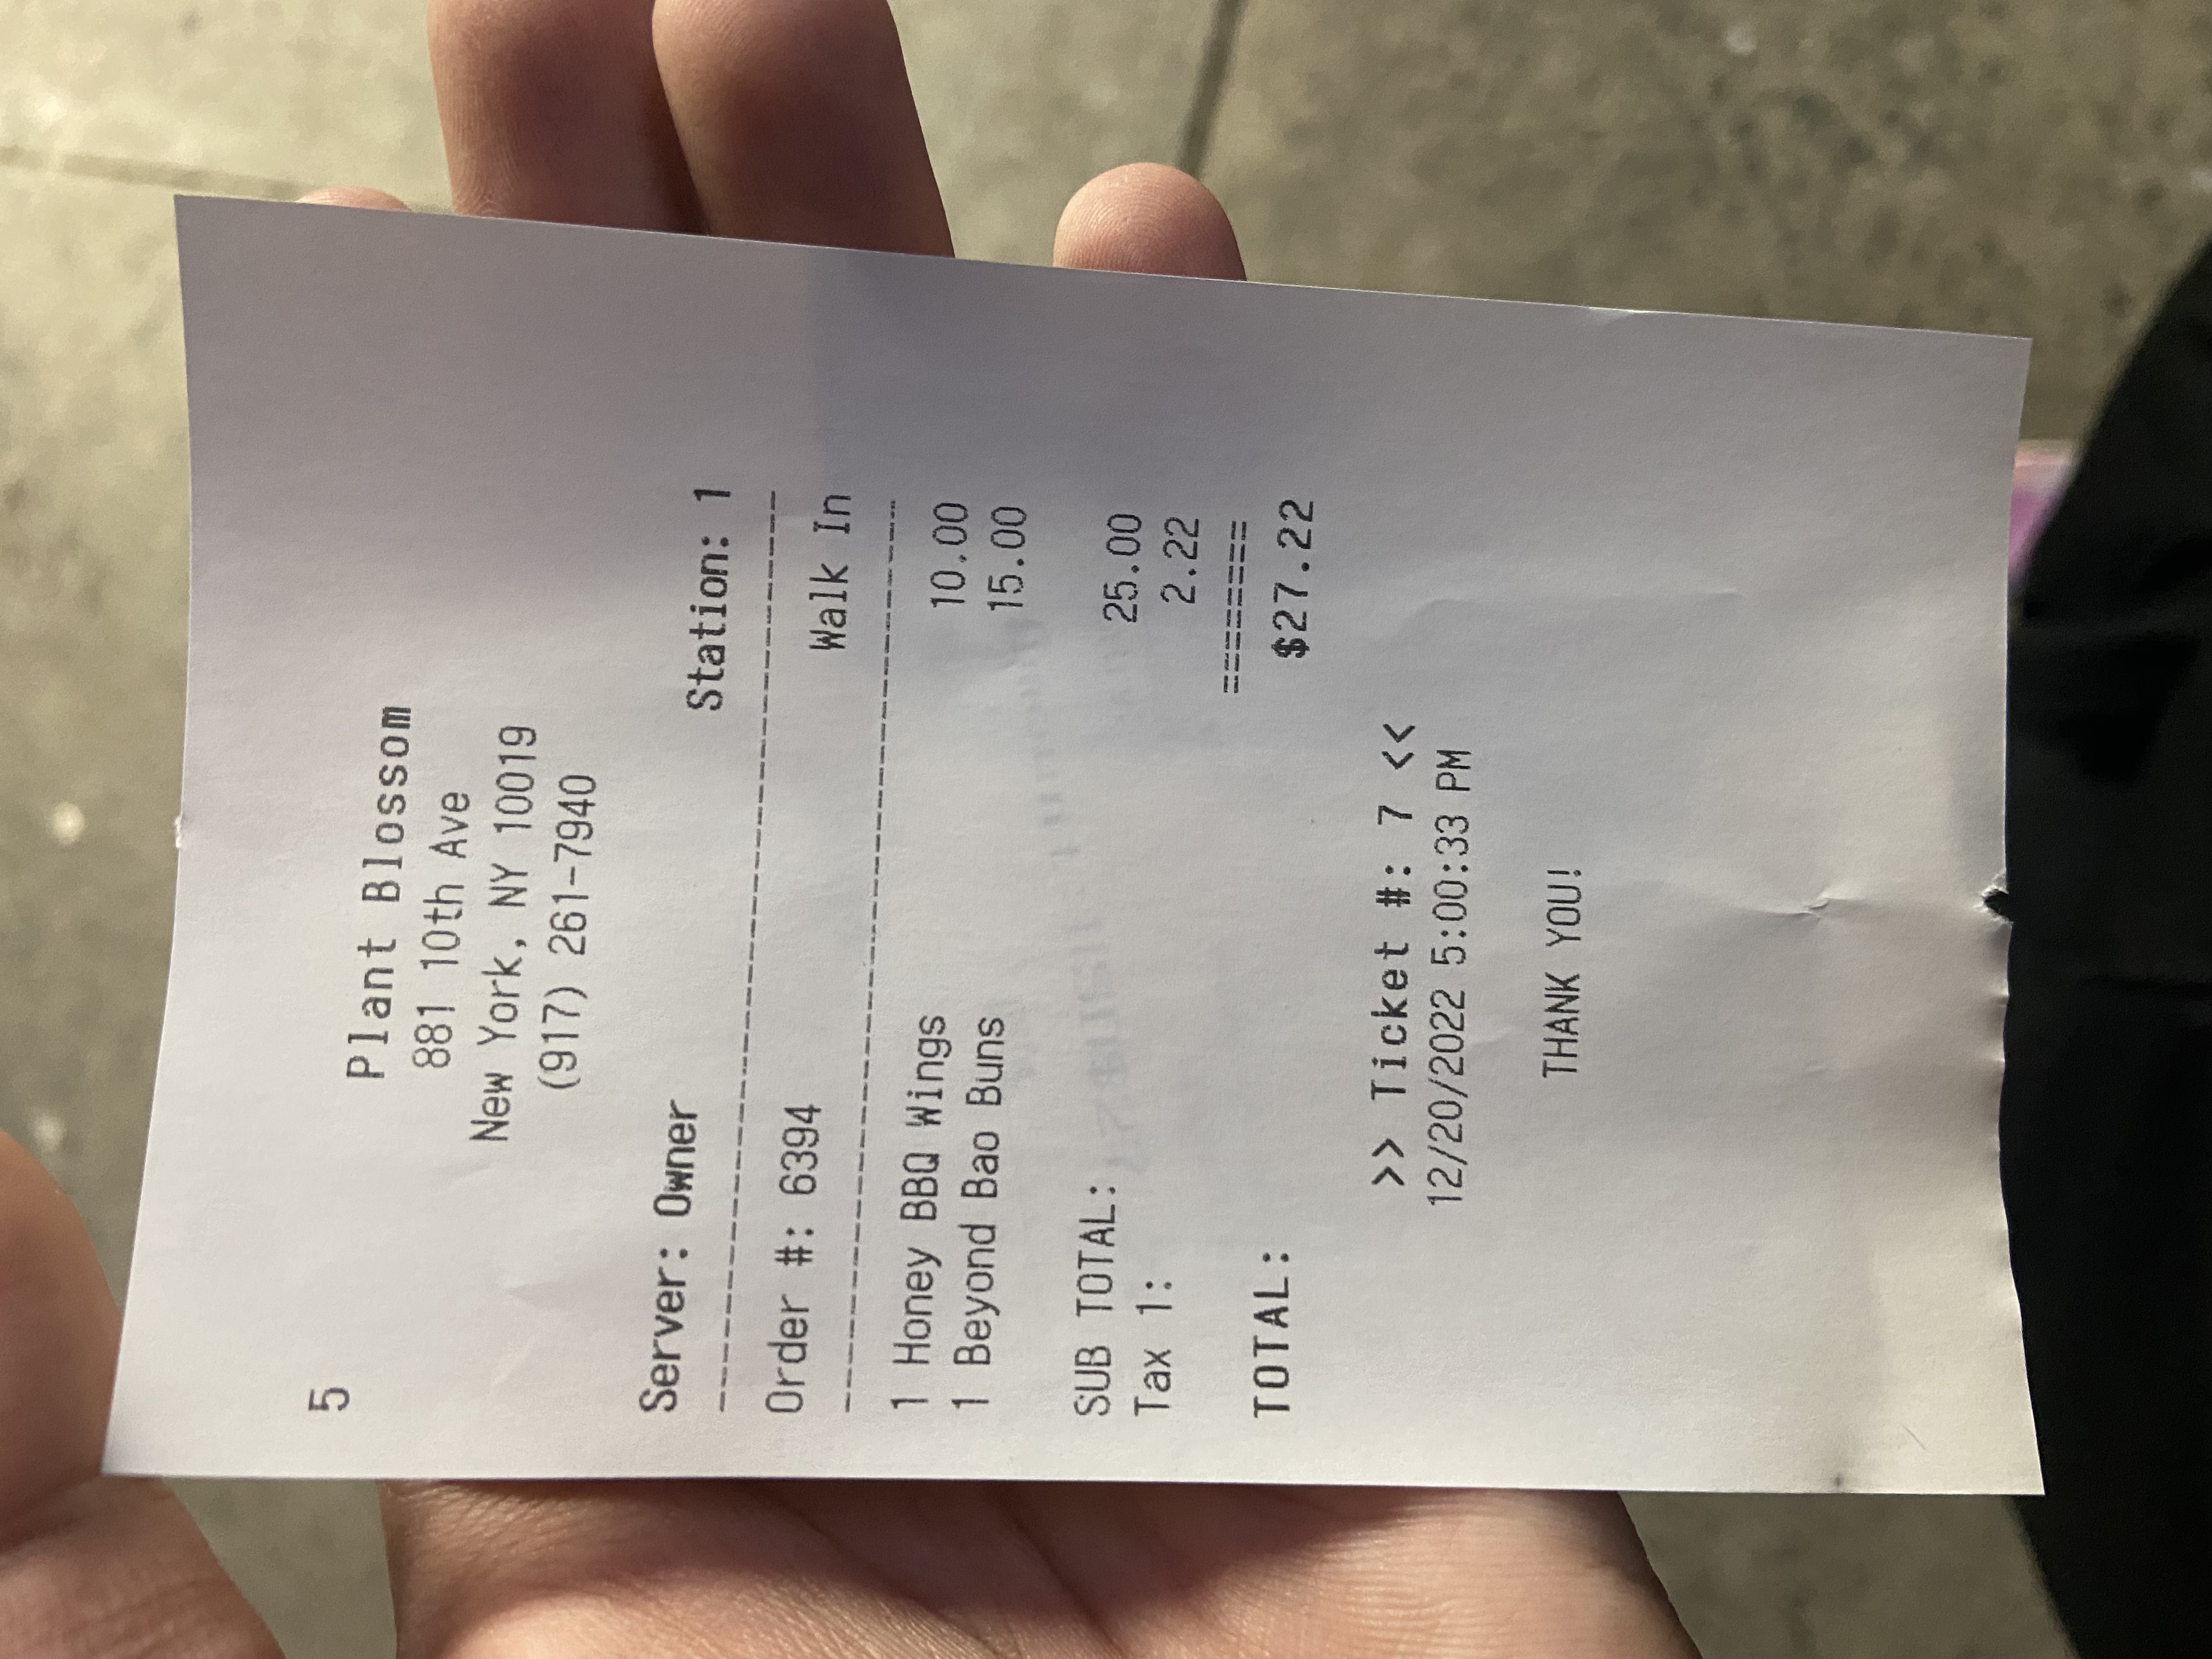 5
Plant Blossom
881 10th Ave
New York, NY 10019
(917) 261-7940
Server: Owner Station: 1
Order #: 6394 Walk In
1 Honey BBQ Wings 10.00
1 Beyond Bao Buns 15.00
SUB TOTAL: 25.00
Tax 1: 2.22
========
TOTAL: $27.22
>> Ticket #: 7 <<
12/20/2022 5:00:33 PM
THANK YOU!